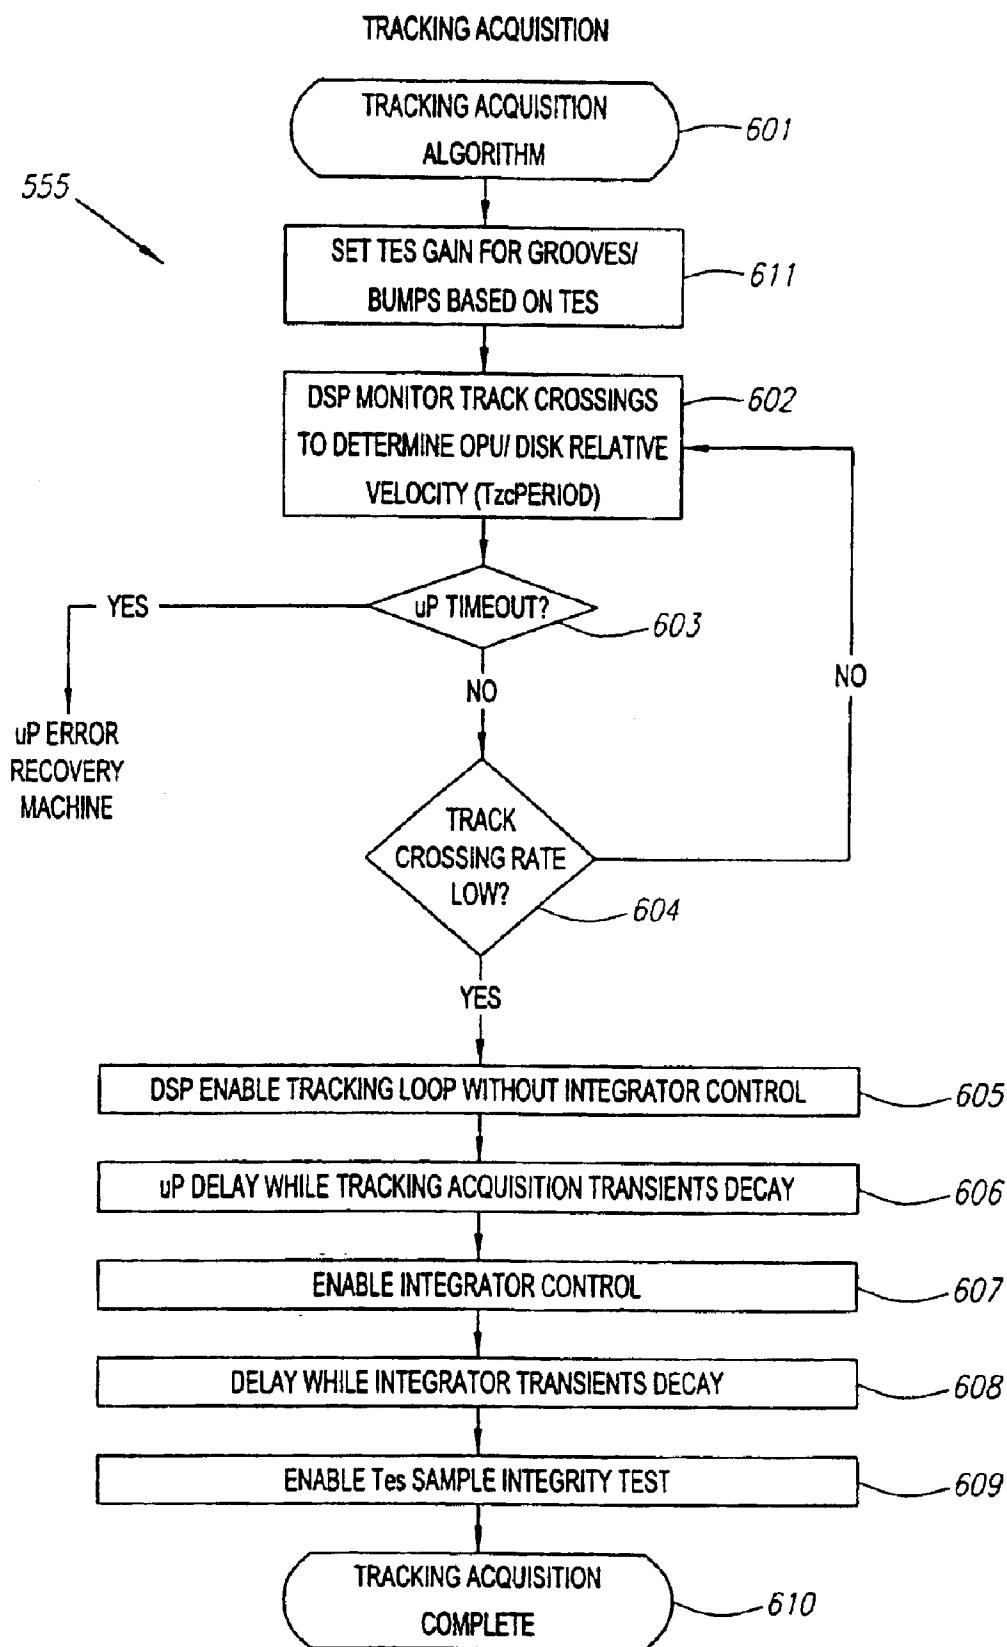 TRACKING ACQUISITION
TRACKING ACQUISITION
ALGORITHM
601
555
SET TES GAIN FOR GROOVES/
BUMPS BASED ON TES
611
DSP MONITOR TRACK CROSSINGS
TO DETERMINE OPU/ DISK RELATIVE
VELOCITY (TzcPERIOD)
602
uP TIMEOUT?
603
YES
uP ERROR
RECOVERY
MACHINE
NO
NO
TRACK
CROSSING RATE
LOW?
604
YES
DSP ENABLE TRACKING LOOP WITHOUT INTEGRATOR CONTROL
605
uP DELAY WHILE TRACKING ACQUISITION TRANSIENTS DECAY
606
ENABLE INTEGRATOR CONTROL
607
DELAY WHILE INTEGRATOR TRANSIENTS DECAY
608
ENABLE Tes SAMPLE INTEGRITY TEST
609
TRACKING ACQUISITION
COMPLETE
610